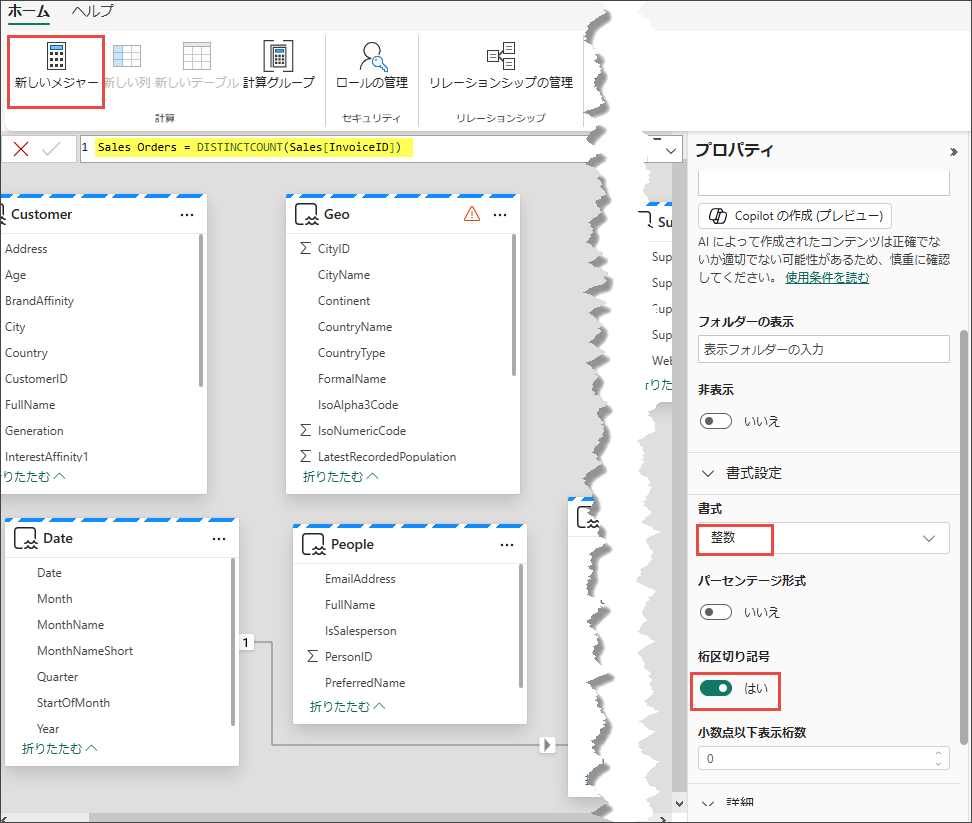 ホーム ヘルプ
新しいメジャー 新しい列 新しいテーブル 計算グループ ロールの管理 リレーションシップの管理
計算 セキュリティ リレーションシップ
1 Sales Orders = DISTINCTCOUNT(Sales[InvoiceID])
Customer
Address
Age
BrandAffinity
City
Country
CustomerID
FullName
Generation
InterestAffinity1
りたたむ
Geo
CityID
CityName
Continent
CountryName
CountryType
FormalName
IsoAlpha3Code
IsoNumericCode
LatestRecordedPopulation
折りたたむ
Su
Sup
Sup
Sup
Sup
Web
りた
Date
Date
Month
MonthName
MonthNameShort
Quarter
StartOfMonth
Year
折りたたむ
1
People
EmailAddress
FullName
IsSalesperson
PersonID
PreferredName
折りたたむ
プロパティ
Copilot の作成 (プレビュー)
AI によって作成されたコンテンツは正確でな
いか適切でない可能性があるため、慎重に確認
してください。 使用条件を読む
フォルダーの表示
表示フォルダーの入力
非表示
いいえ
書式設定
書式
整数
パーセンテージ形式
いいえ
桁区切り記号
はい
小数点以下表示桁数
0
詳細